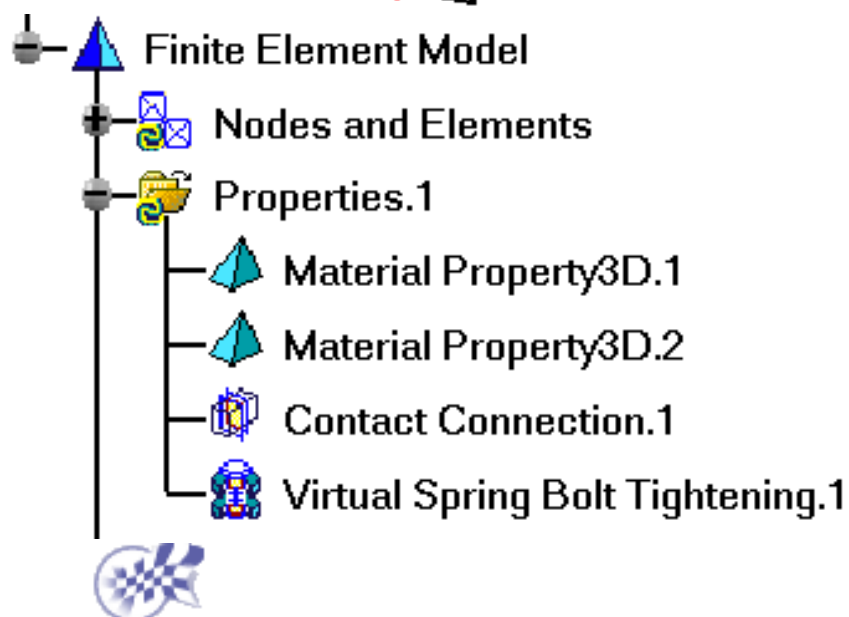 Finite Element Model
Nodes and Elements
Properties.1
Material Property3D.1
Material Property3D.2
Contact Connection.1
Virtual Spring Bolt Tightening.1